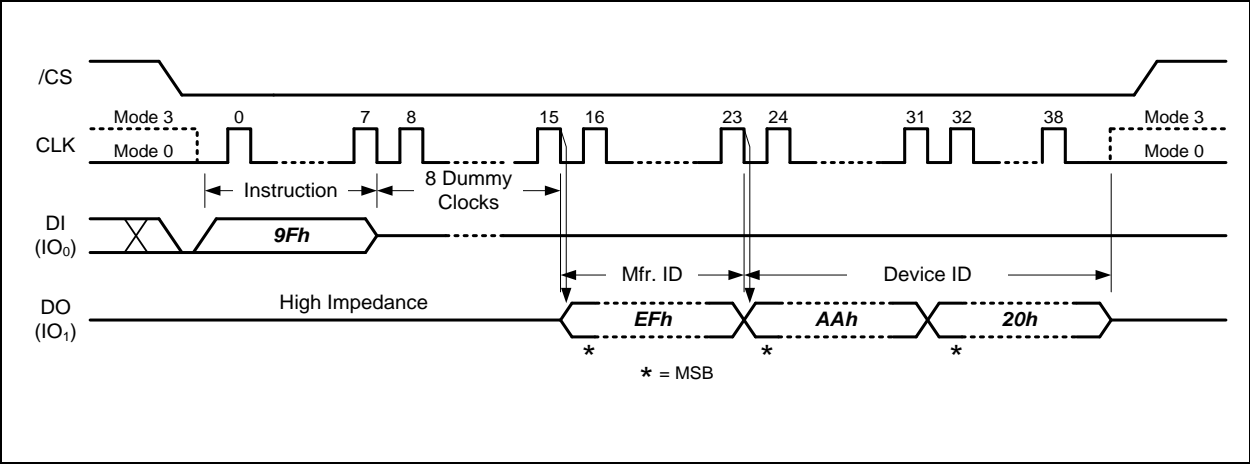 /CS
Mode 3 0 7 8 15 16 23 24 31 32 38 Mode 3
CLK
Mode 0 Mode 0
Instruction 8 Dummy
Clocks
DI
(IO0)
9Fh
Mfr. ID Device ID
High Impedance
DO
(IO1)
EFh AAh 20h
* * *
* = MSB